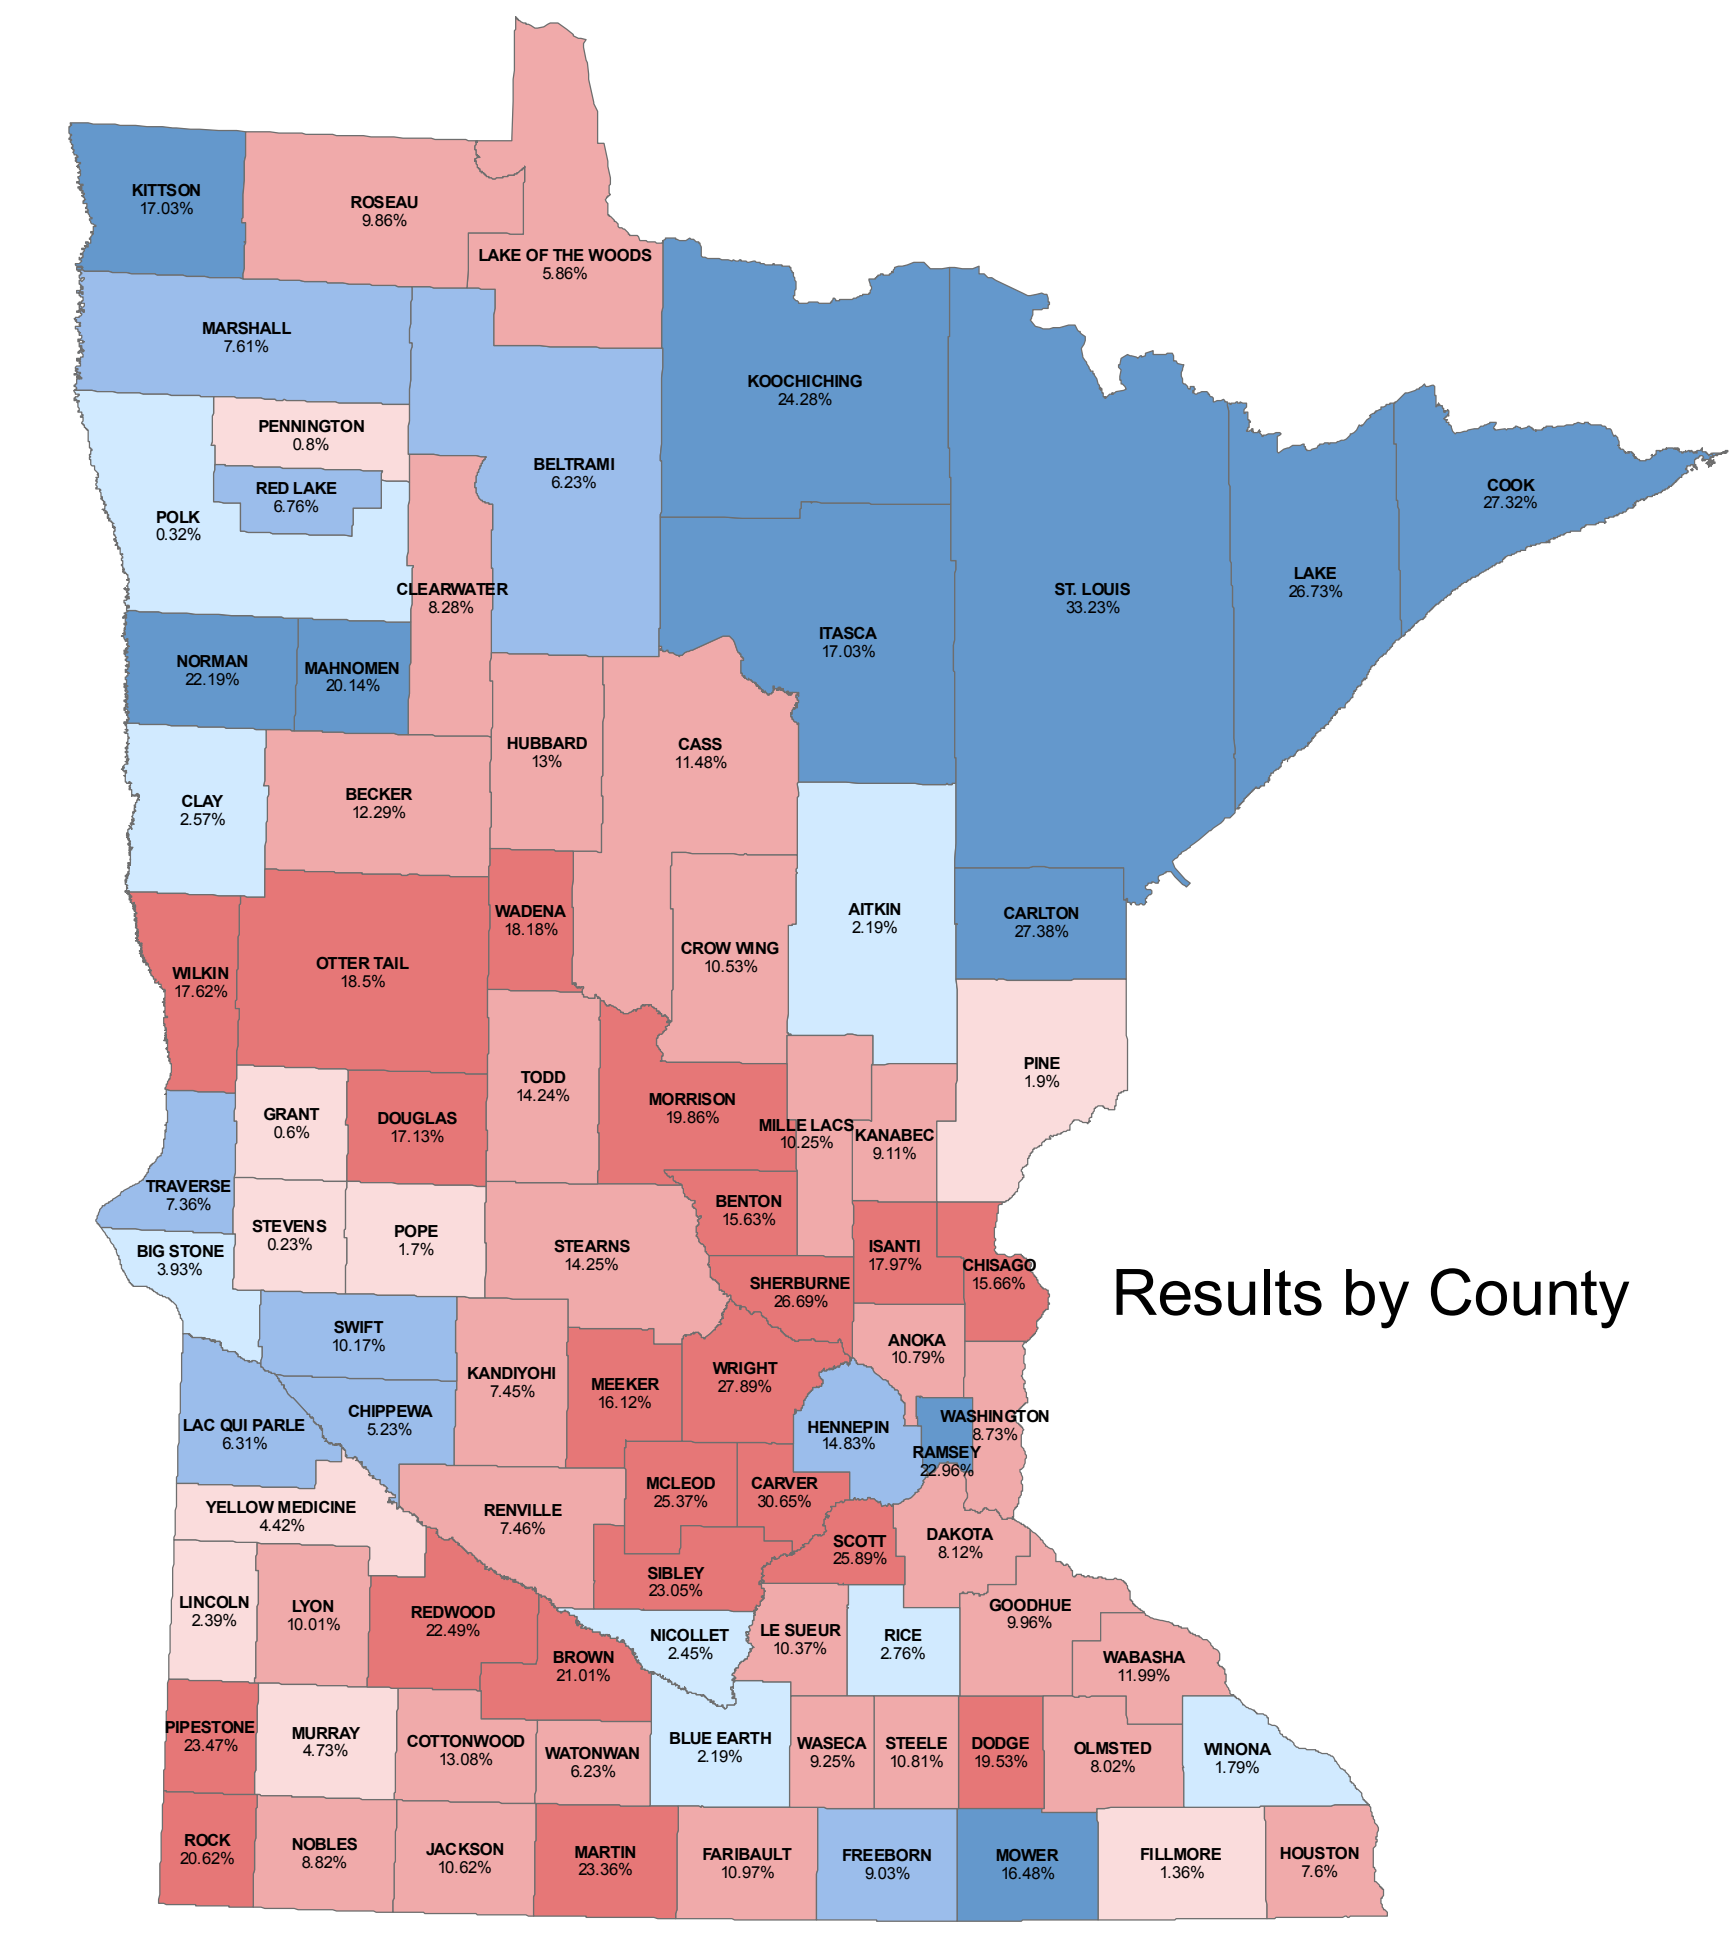 KITTSON
17.03%
ROSEAU
9.86%
LAKE OF THE WOODS
5.86%
MARSHALL
7.61%
KOOCHICHING
24.28%
PENNINGTON
0.8%
BELTRAMI
6.23%
RED LAKE
6.76%
COOK
27.32%
POLK
0.32%
LAKE
26.73%
CLEARWATER
8.28%
ST. LOUIS
33.23%
ITASCA
17.03%
NORMAN
22.19%
MAHNOMEN
20.14%
HUBBARD
13%
CASS
11.48%
CLAY
2.57%
BECKER
12.29%
WADENA
18.18%
AITKIN
2.19%
CARLTON
27.38%
CROW WING
10.53%
OTTER TAIL
18.5%
WILKIN
17.62%
PINE
1.9%
TODD
14.24%
MORRISON
19.86%
GRANT
0.6%
DOUGLAS
17.13%
MILLE LACS
10.25%
KANABEC
9.11%
TRAVERSE
7.36%
BENTON
15.63%
STEVENS
0.23%
POPE
1.7%
BIG STONE
3.93%
STEARNS
14.25%
ISANTI
17.97%
CHISAGO
15.66%
SHERBURNE
26.69%
Results by County
SWIFT
10.17%
ANOKA
10.79%
KANDIYOHI
7.45%
WRIGHT
27.89%
MEEKER
16.12%
CHIPPEWA
5.23%
LAC QUI PARLE
6.31%
HENNEPIN
14.83%
WASHINGTON
8.73%
RAMSEY
22.96%
MCLEOD
25.37%
CARVER
30.65%
YELLOW MEDICINE
4.42%
RENVILLE
7.46%
SCOTT
25.89%
DAKOTA
8.12%
SIBLEY
23.05%
LINCOLN
2.39%
LYON
10.01%
REDWOOD
22.49%
GOODHUE
9.96%
NICOLLET
2.45%
LE SUEUR
10.37%
RICE
2.76%
BROWN
21.01%
WABASHA
11.99%
PIPESTONE
23.47%
MURRAY
4.73%
COTTONWOOD
13.08%
WATONWAN
6.23%
BLUE EARTH
2.19%
WASECA
9.25%
STEELE
10.81%
DODGE
19.53%
OLMSTED
8.02%
WINONA
1.79%
ROCK
20.62%
NOBLES
8.82%
JACKSON
10.62%
MARTIN
23.36%
FARIBAULT
10.97%
FREEBORN
9.03%
MOWER
16.48%
FILLMORE
1.36%
HOUSTON
7.6%